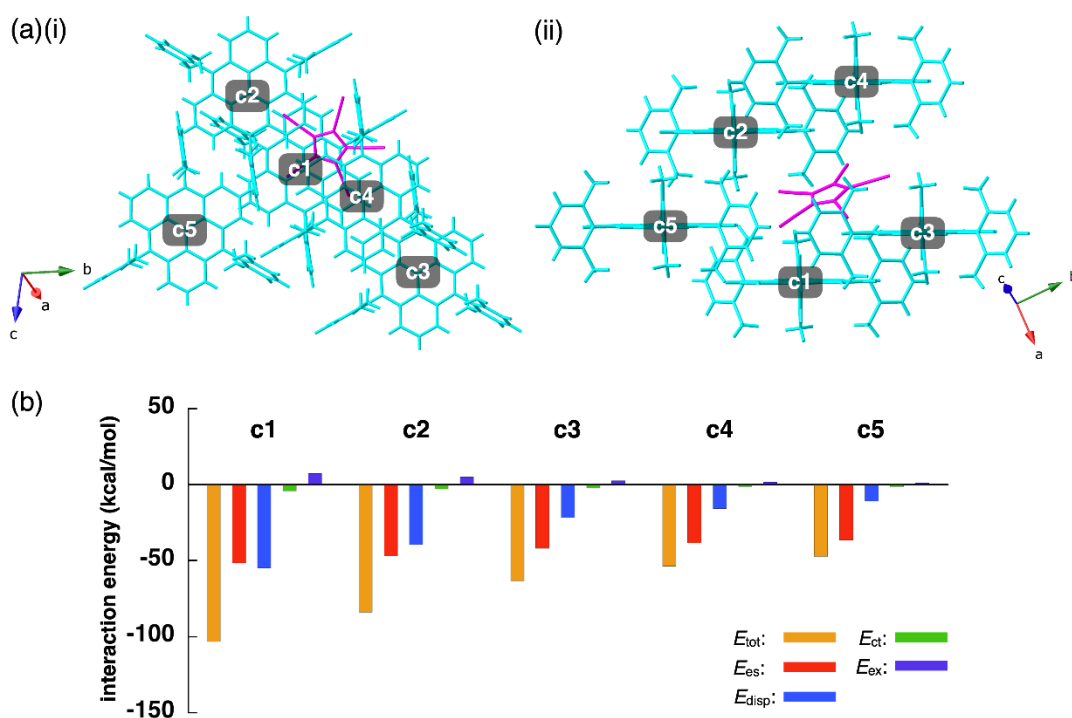 (a)(i)
(ii)
c2
c1
c4
c5
c3
b
a
c
c4
c2
c5
c3
c1
c
b
a
(b)
interaction energy (kcal/mol)
50
0
-50
-100
-150
c1 c2 c3 c4 c5
Etot: Ect:
Ees: Eex:
Edisp: